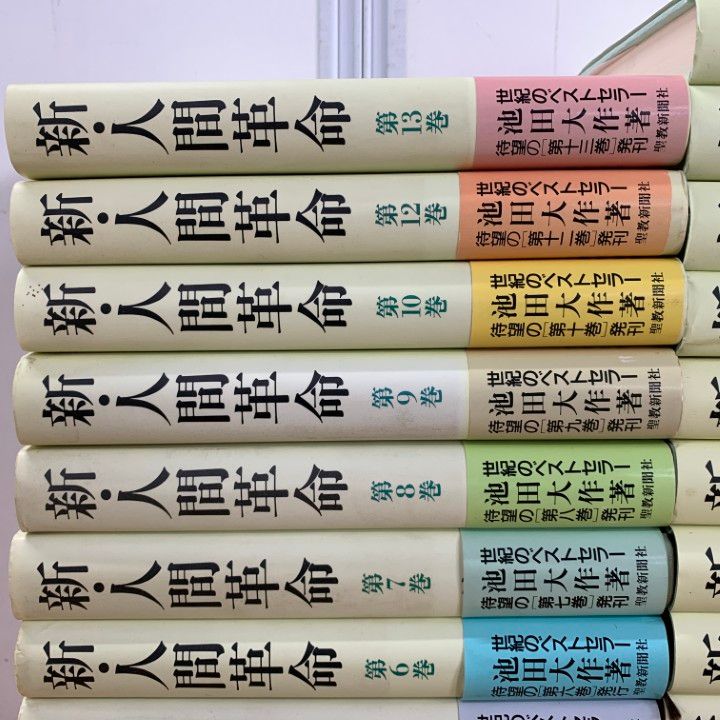 新・人間革命
第13巻
世紀のベストセラー
池田大作著
待望の[第十三巻]発刊
聖教新聞社
新・人間革命
第12巻
世紀のベストセラー
池田大作著
待望の[第十二巻]発刊
聖教新聞社
新・人間革命
第10巻
世紀のベストセラー
池田大作著
待望の[第十巻]発刊
聖教新聞社
新・人間革命
第9巻
世紀のベストセラー
池田大作著
待望の[第九巻]発刊
聖教新聞社
新・人間革命
第8巻
世紀のベストセラー
池田大作著
待望の[第八巻]発刊
聖教新聞社
新・人間革命
第7巻
世紀のベストセラー
池田大作著
待望の[第七巻]発刊
聖教新聞社
新・人間革命
第6巻
世紀のベストセラー
池田大作著
待望の
聖教新聞社